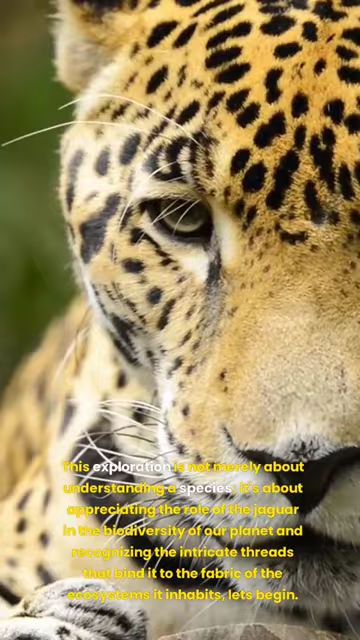 This exploration is not merely about
understanding a species, it's about
appreciating the role of the jaguar
in the biodiversity of our planet and
recognizing the intricate threads
that bind it to the fabric of the
ecosystems it inhabits, lets begin.